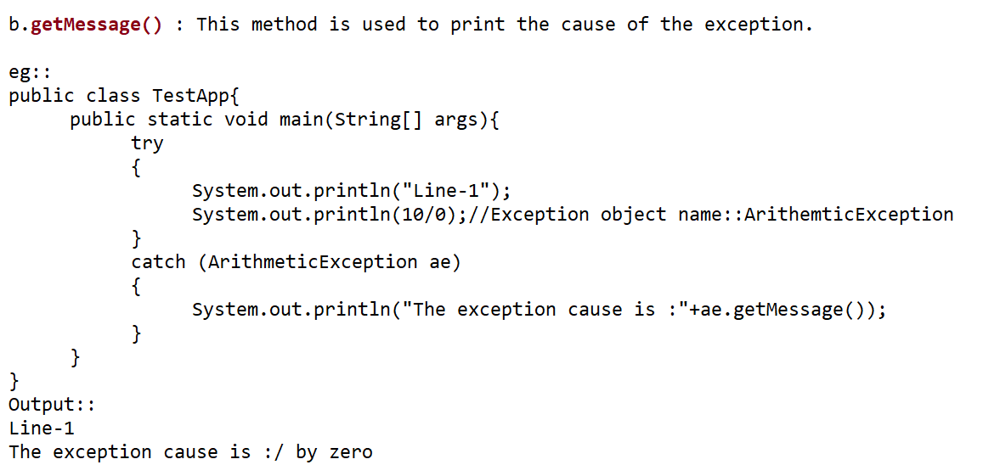 b.getMessage() : This method is used to print the cause of the exception.
eg::
public class TestApp{
public static void main(String[] args){
try
{
System.out.println("Line-1");
System.out.println(10/0);//Exception object name::ArithemticException
}
catch (ArithmeticException ae)
{
System.out.println("The exception cause is :"+ae.getMessage());
}
}
}
Output::
Line-1
The exception cause is :/ by zero